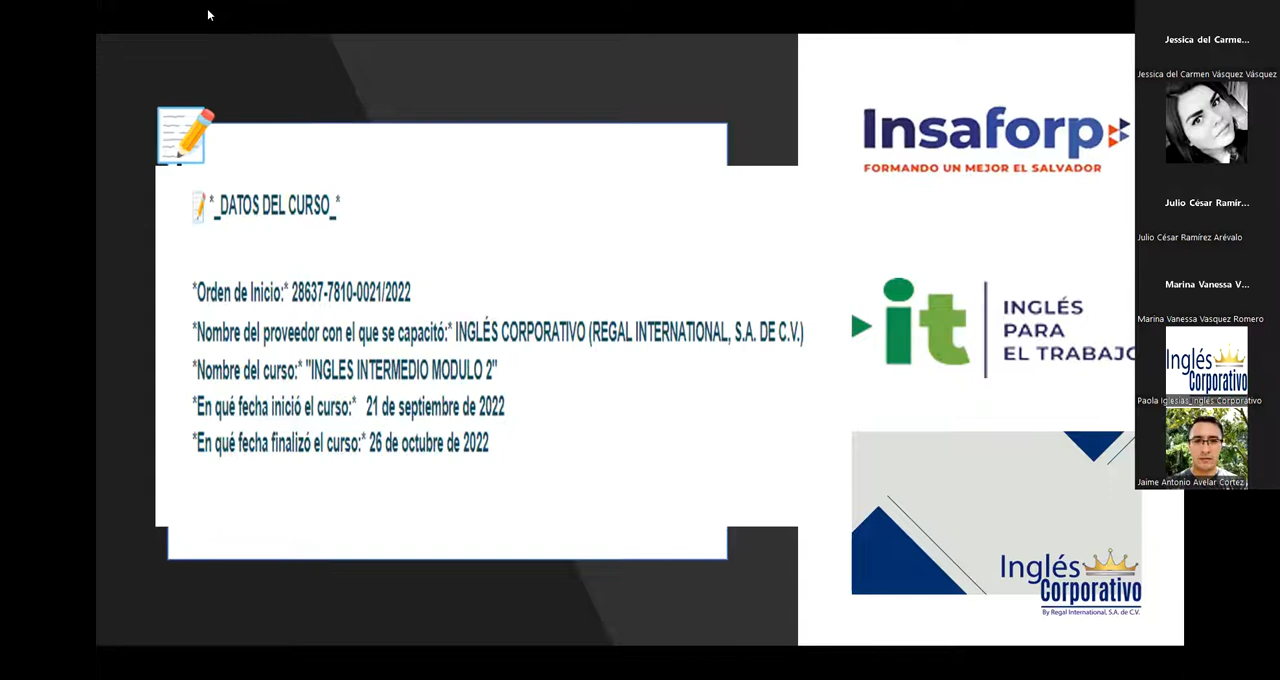 *_DATOS DEL CURSO_*
*Orden de Inicio:* 28637-7810-0021/2022
*Nombre del proveedor con el que se capacitó:* INGLÉS CORPORATIVO (REGAL INTERNATIONAL, S.A. DE C.V.)
*Nombre del curso:* "INGLES INTERMEDIO MODULO 2"
*En qué fecha inició el curso:* 21 de septiembre de 2022
*En qué fecha finalizó el curso:* 26 de octubre de 2022
Insaforp
FORMANDO UN MEJOR EL SALVADOR
it
INGLÉS
PARA
EL TRABAJO
Inglés
Corporativo
By Regal International, S.A. de C.V.
Jessica del Carme...
Jessica del Carmen Vásquez Vásquez
Julio César Ramír...
Julio César Ramírez Arévalo
Marina Vanessa V...
Marina Vanessa Vasquez Romero
Inglés
Corporativo
Paola Iglesias_Inglés Corporativo
Jaime Antonio Avelar Cortez